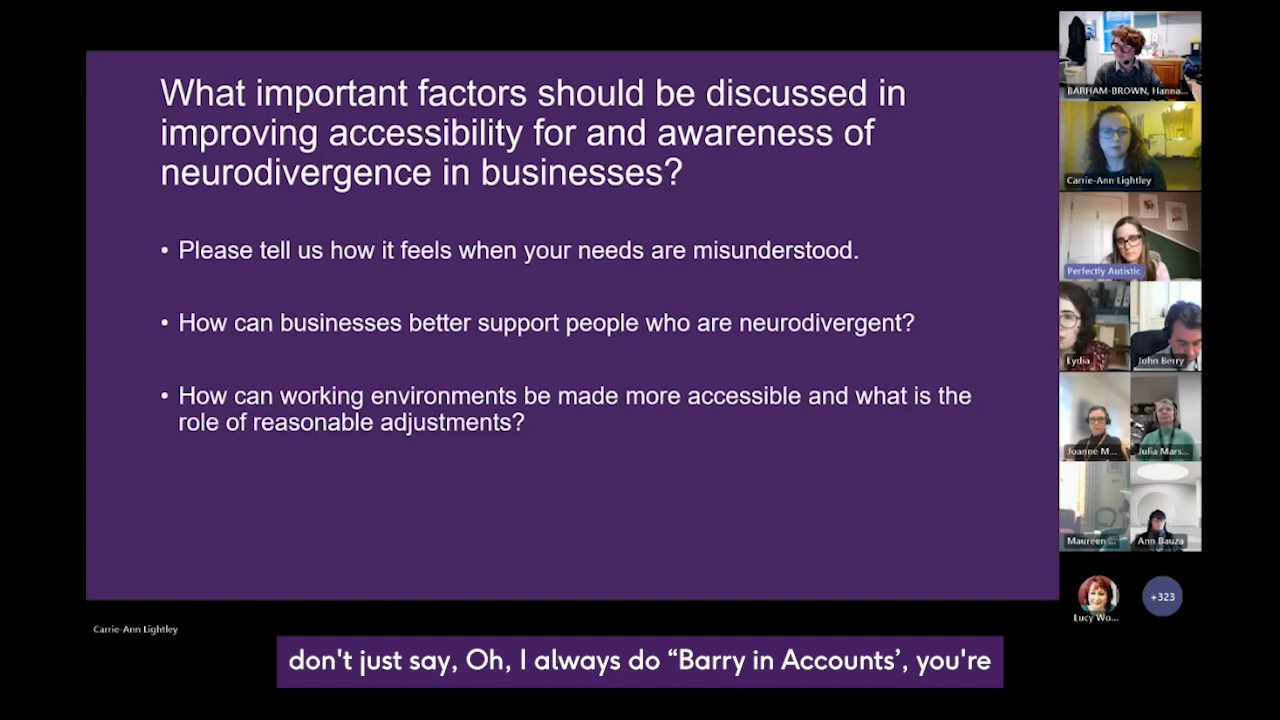 What important factors should be discussed in
improving accessibility for and awareness of
neurodivergence in businesses?
• Please tell us how it feels when your needs are misunderstood.
• How can businesses better support people who are neurodivergent?
• How can working environments be made more accessible and what is the
role of reasonable adjustments?
BARHAM-BROWN, Hanna...
Carrie-Ann Lightley
Perfectly Autistic
Lydia
John Berry
Joanne M...
Julia Mars...
Maureen ...
Ann Bauza
Lucy Wo...
+323
Carrie-Ann Lightley
don't just say, Oh, I always do “Barry in Accounts’, you're